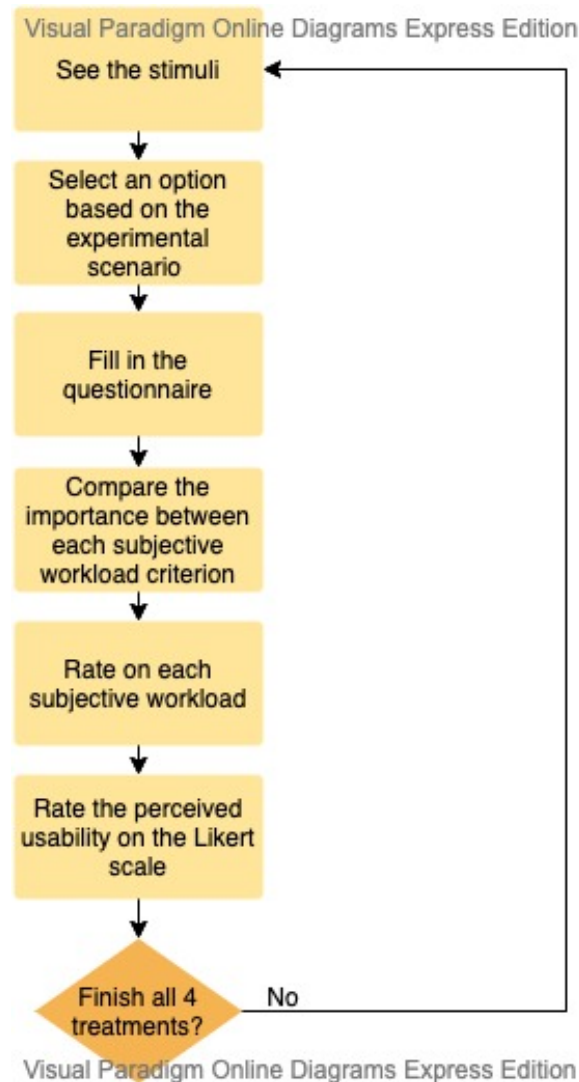 Visual Paradigm Online Diagrams Express Edition
See the stimuli
Select an option
based on the
experimental
scenario
Fill in the
questionnaire
Compare the
importance between
each subjective
workload criterion
Rate on each
subjective workload
Rate the perceived
usability on the Likert
scale
Finish all 4
treatments?
No
Visual Paradigm Online Diagrams Express Edition